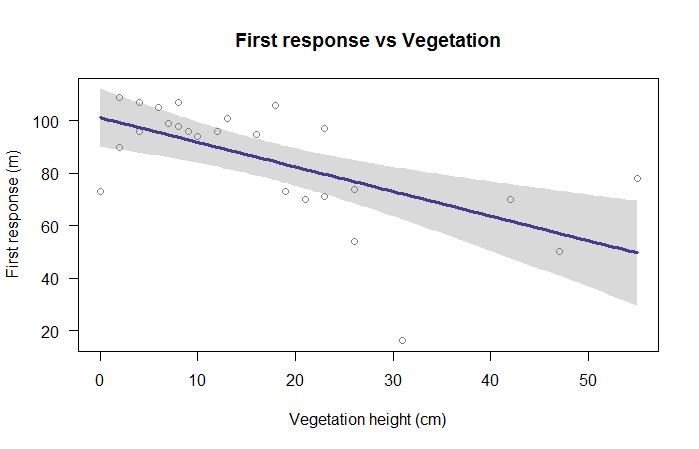 First response vs Vegetation
First response (m)
100
80
60
40
20
0 10 20 30 40 50
Vegetation height (cm)